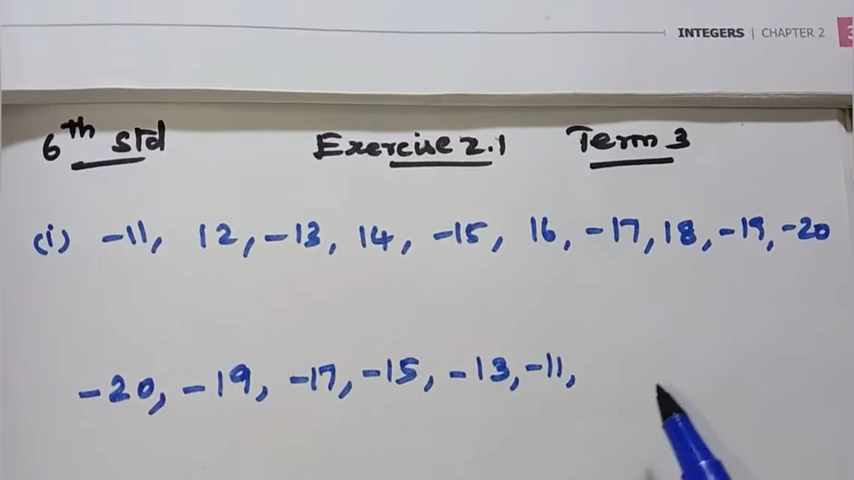 INTEGERS | CHAPTER 2
6th std Exercise 2.1 Term 3
(i) -11, 12, -13, 14, -15, 16, -17, 18, -19, -20
-20, -19, -17, -15, -13, -11,